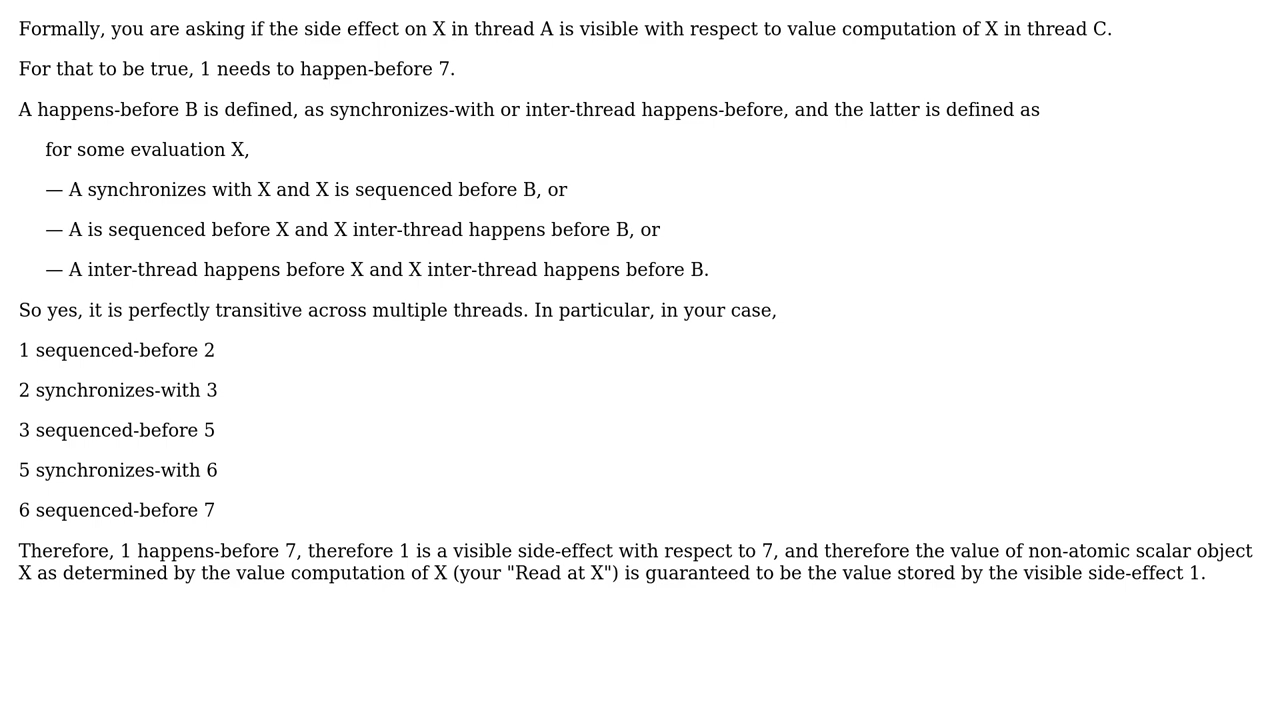 Formally, you are asking if the side effect on X in thread A is visible with respect to value computation of X in thread C.
For that to be true, 1 needs to happen-before 7.
A happens-before B is defined, as synchronizes-with or inter-thread happens-before, and the latter is defined as
for some evaluation X,
— A synchronizes with X and X is sequenced before B, or
— A is sequenced before X and X inter-thread happens before B, or
— A inter-thread happens before X and X inter-thread happens before B.
So yes, it is perfectly transitive across multiple threads. In particular, in your case,
1 sequenced-before 2
2 synchronizes-with 3
3 sequenced-before 5
5 synchronizes-with 6
6 sequenced-before 7
Therefore, 1 happens-before 7, therefore 1 is a visible side-effect with respect to 7, and therefore the value of non-atomic scalar object
X as determined by the value computation of X (your "Read at X") is guaranteed to be the value stored by the visible side-effect 1.